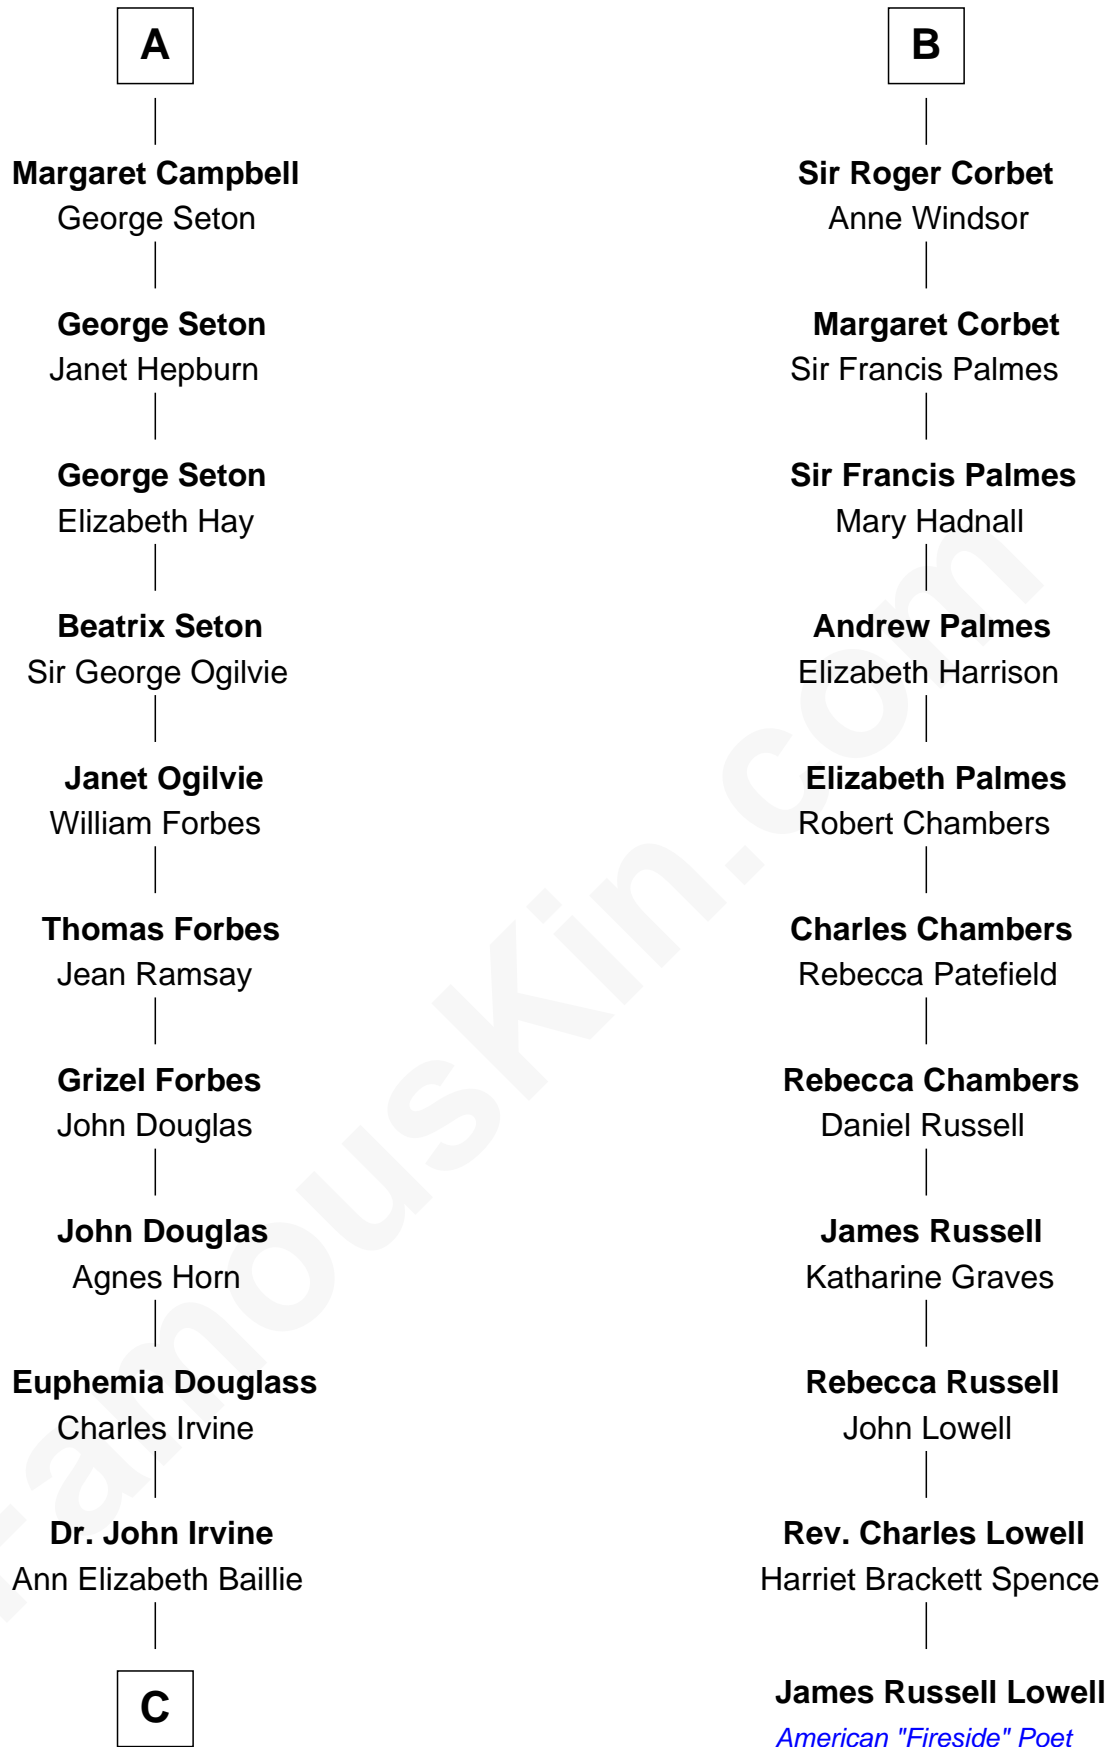 A
Margaret Campbell
George Seton
George Seton
Janet Hepburn
George Seton
Elizabeth Hay
Beatrix Seton
Sir George Ogilvie
Janet Ogilvie
William Forbes
Thomas Forbes
Jean Ramsay
Grizel Forbes
John Douglas
John Douglas
Agnes Horn
Euphemia Douglass
Charles Irvine
Dr. John Irvine
Ann Elizabeth Baillie
C
B
Sir Roger Corbet
Anne Windsor
Margaret Corbet
Sir Francis Palmes
Sir Francis Palmes
Mary Hadnall
Andrew Palmes
Elizabeth Harrison
Elizabeth Palmes
Robert Chambers
Charles Chambers
Rebecca Patefield
Rebecca Chambers
Daniel Russell
James Russell
Katharine Graves
Rebecca Russell
John Lowell
Rev. Charles Lowell
Harriet Brackett Spence
James Russell Lowell
American "Fireside" Poet
FamousKin.com